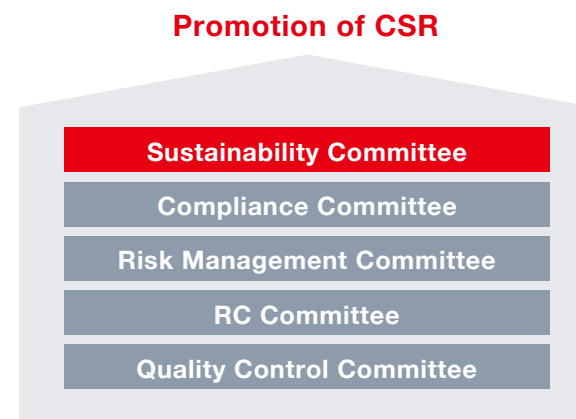 Promotion of CSR
Sustainability Committee
Compliance Committee
Risk Management Committee
RC Committee
Quality Control Committee